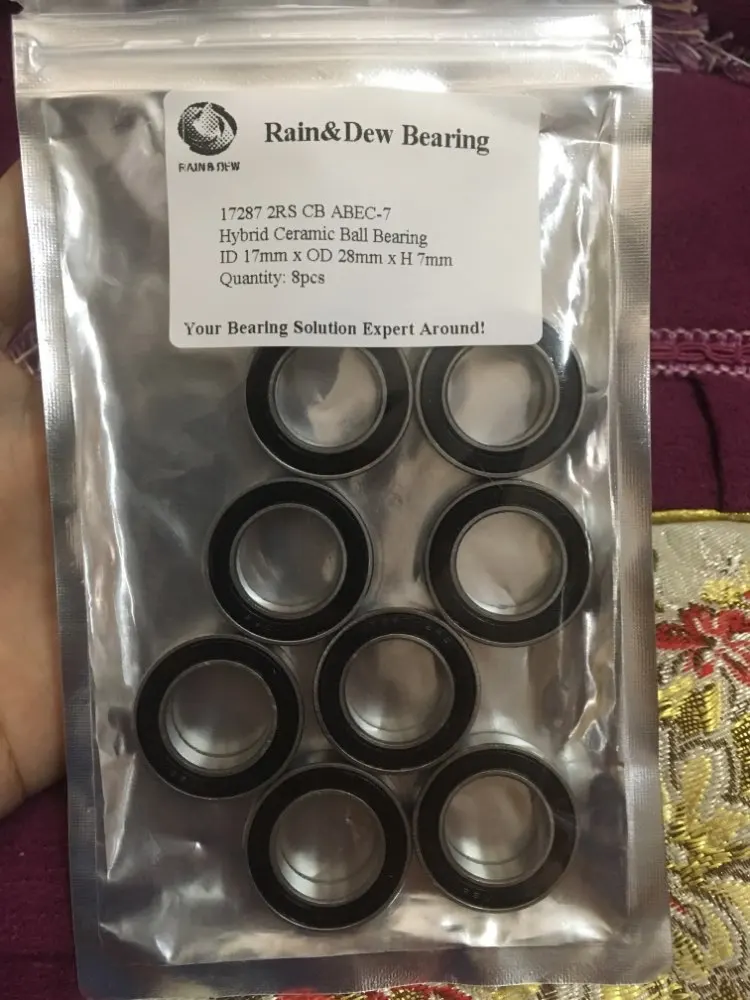 Rain&Dew Bearing
RAIN & DEW
17287 2RS CB ABEC-7
Hybrid Ceramic Ball Bearing
ID 17mm x OD 28mm x H 7mm
Quantity: 8pcs
Your Bearing Solution Expert Around!